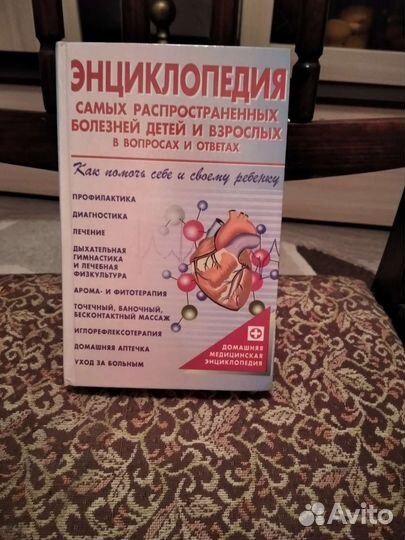 ЭНЦИКЛОПЕДИЯ
САМЫХ РАСПРОСТРАНЕННЫХ
БОЛЕЗНЕЙ ДЕТЕЙ И ВЗРОСЛЫХ
В ВОПРОСАХ И ОТВЕТАХ
Как помочь себе и своему ребенку
ПРОФИЛАКТИКА
ДИАГНОСТИКА
ЛЕЧЕНИЕ
ДЫХАТЕЛЬНАЯ
ГИМНАСТИКА
И ЛЕЧЕБНАЯ
ФИЗКУЛЬТУРА
АРОМА- И ФИТОТЕРАПИЯ
ТОЧЕЧНЫЙ, БАНОЧНЫЙ,
БЕСКОНТАКТНЫЙ МАССАЖ
ИГЛОРЕФЛЕКСОТЕРАПИЯ
ДОМАШНЯЯ АПТЕЧКА
УХОД ЗА БОЛЬНЫМ
ДОМАШНЯЯ
МЕДИЦИНСКАЯ
ЭНЦИКЛОПЕДИЯ
Avito